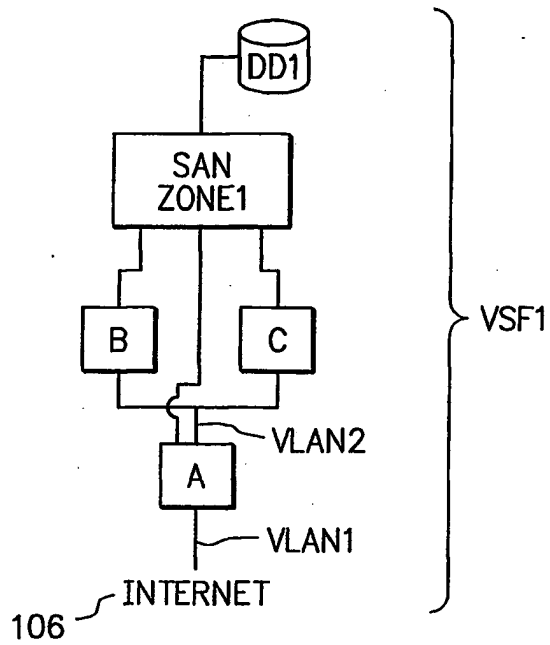 DD1
SAN
ZONE1
B
C
VSF1
VLAN2
A
VLAN1
INTERNET
106